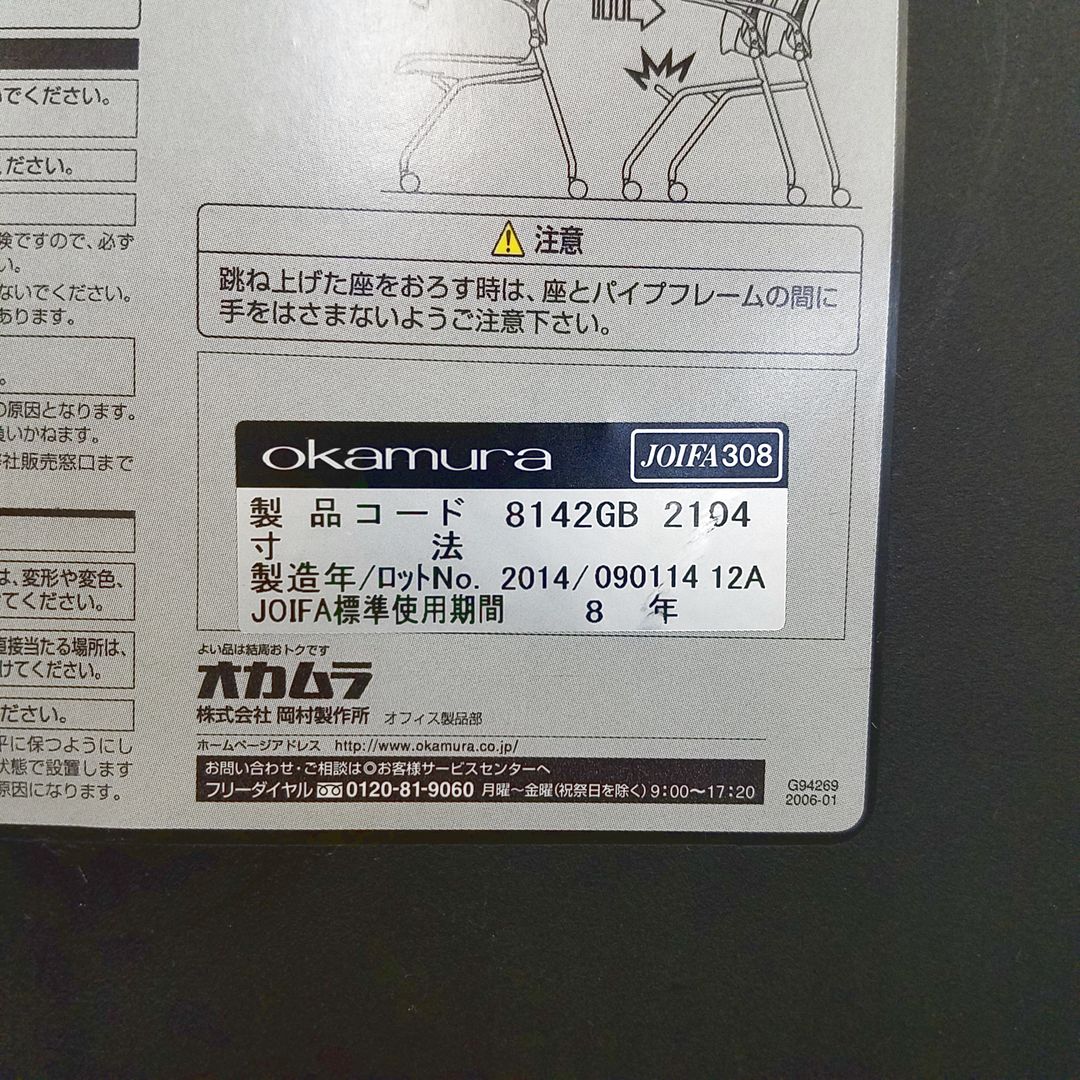 でください。
ださい。
険ですので、必ず
い。
ないでください。
あります。
。
の原因となります。
負いかねます。
弊社販売窓口まで
は、変形や変色、
てください。
直接当たる場所は、
けてください。
ださい。
平に保つようにし
状態で設置します
原因になります。
注意
跳ね上げた座をおろす時は、座とパイプフレームの間に
手をはさまないようご注意下さい。
okamura JOIFA308
製品コード 8142GB 2194
寸法
製造年/ロットNo. 2014/090114 12A
JOIFA標準使用期間 8 年
よい品は結局おトクです
オカムラ
株式会社 岡村製作所 オフィス製品部
ホームページアドレス http://www.okamura.co.jp/
お問い合わせ・ご相談は◎お客様サービスセンターへ
フリーダイヤル 0120-81-9060 月曜〜金曜(祝祭日を除く)9:00〜17:20
G94269
2006-01